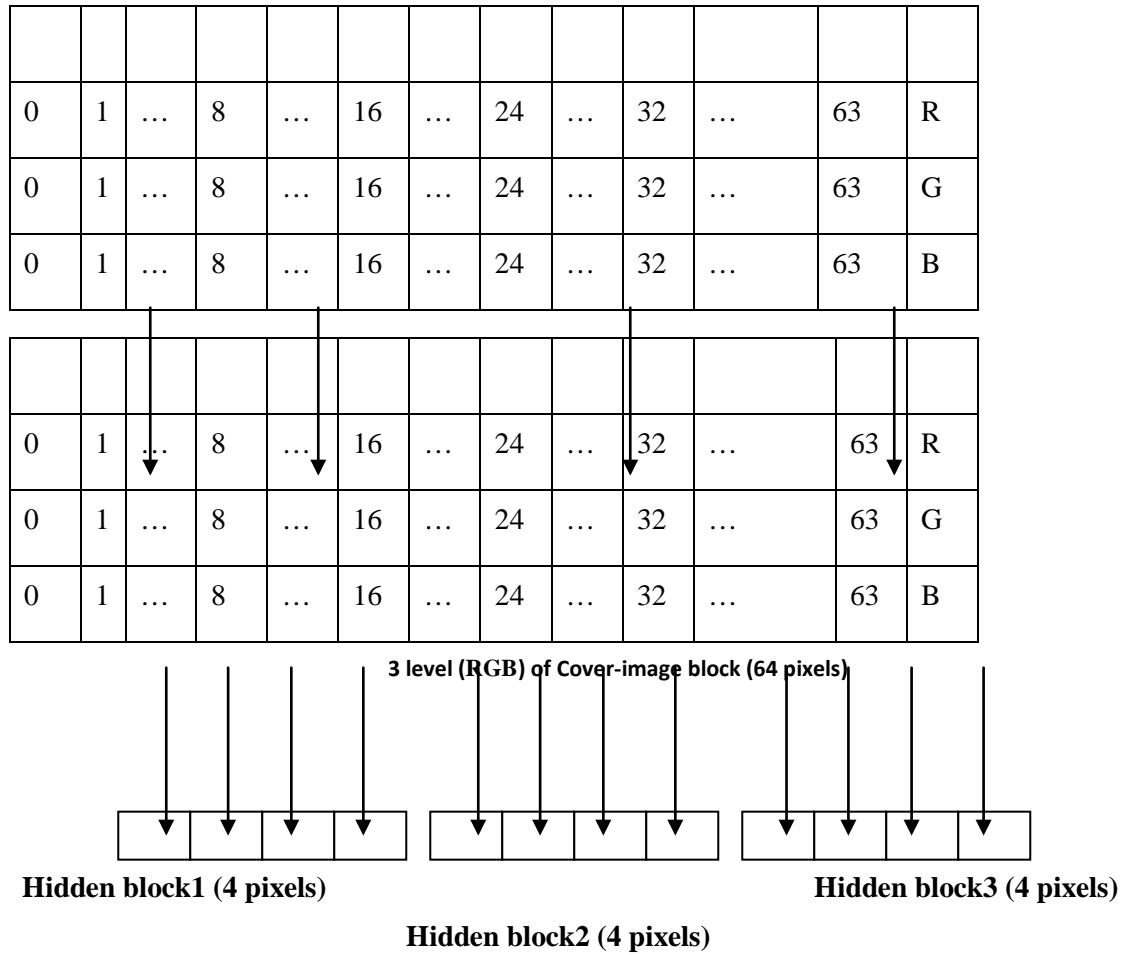 0 1 … 8 … 16 … 24 … 32 … 63 R
0 1 … 8 … 16 … 24 … 32 … 63 G
0 1 … 8 … 16 … 24 … 32 … 63 B
0 1 … 8 … 16 … 24 … 32 … 63 R
0 1 … 8 … 16 … 24 … 32 … 63 G
0 1 … 8 … 16 … 24 … 32 … 63 B
3 level (RGB) of Cover-image block (64 pixels)
Hidden block1 (4 pixels) Hidden block3 (4 pixels)
Hidden block2 (4 pixels)